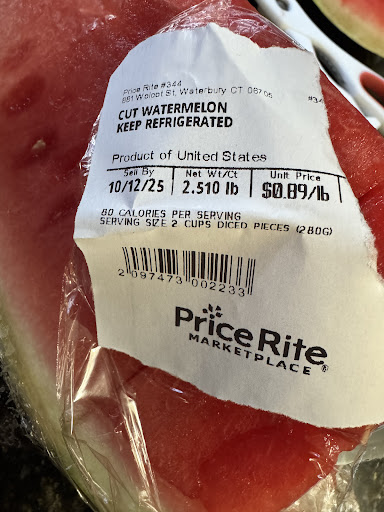 Price Rite #344
881 Wolcott St, Waterbury CT 06705
#34
CUT WATERMELON
KEEP REFRIGERATED
Product of United States
Sell By Net Wt/Ct Unit Price
10/12/25 2.510 lb $0.89/lb
80 CALORIES PER SERVING
SERVING SIZE 2 CUPS DICED PIECES (280G)
2 097473 002233
Price Rite
MARKETPLACE®